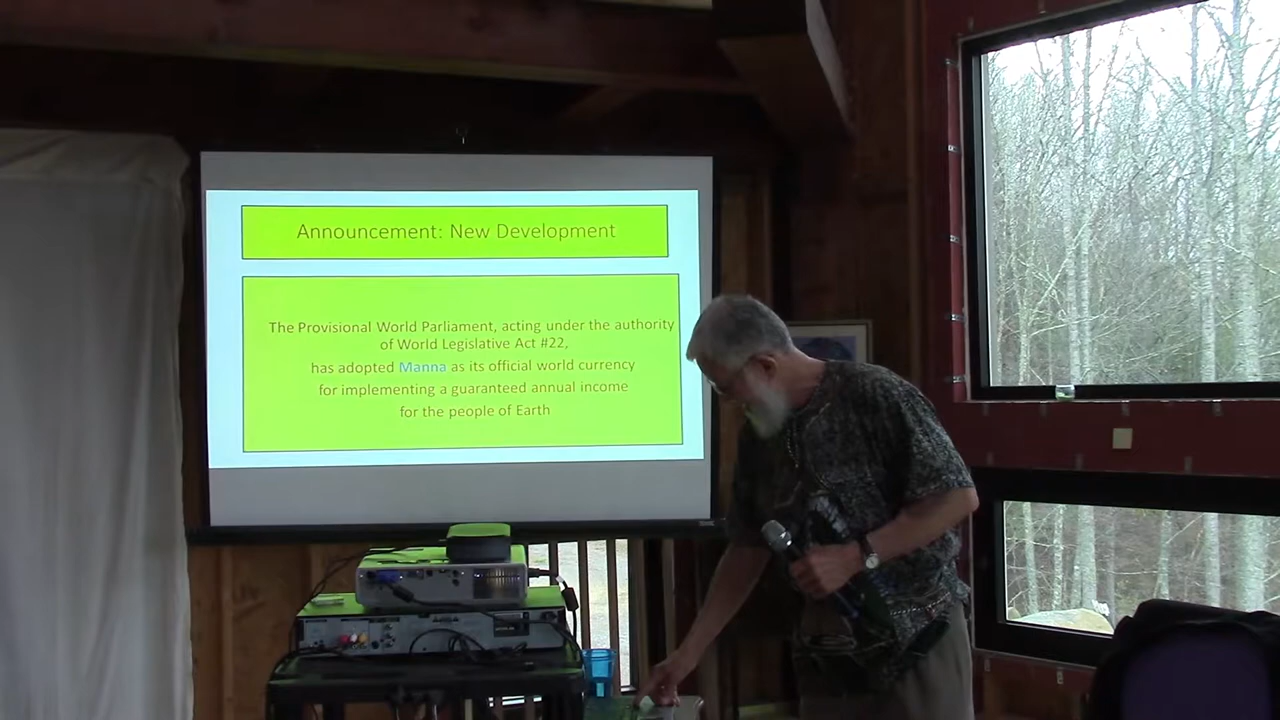 Announcement: New Development
The Provisional World Parliament, acting under the authority
of World Legislative Act #22,
has adopted Manna as its official world currency
for implementing a guaranteed annual income
for the people of Earth